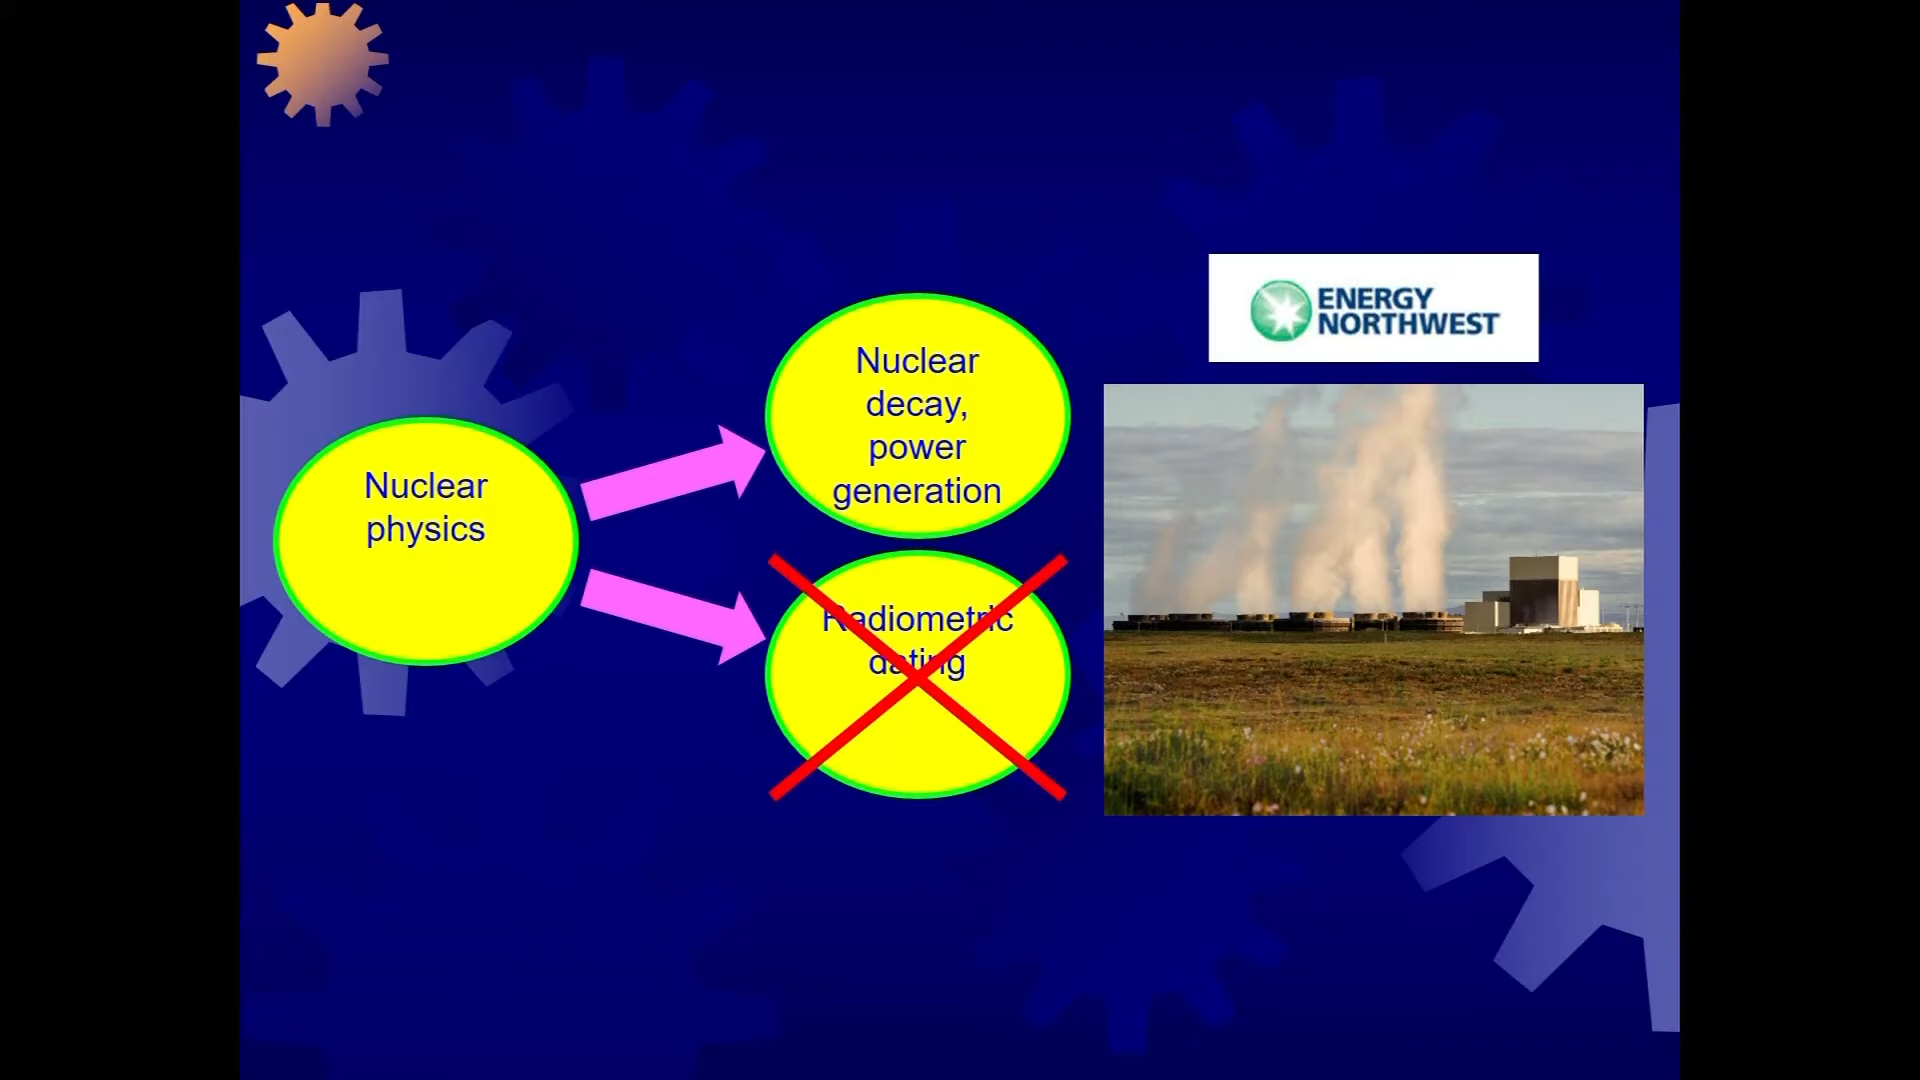 Nuclear
physics
Nuclear
decay,
power
generation
Radiometric
dating
ENERGY
NORTHWEST